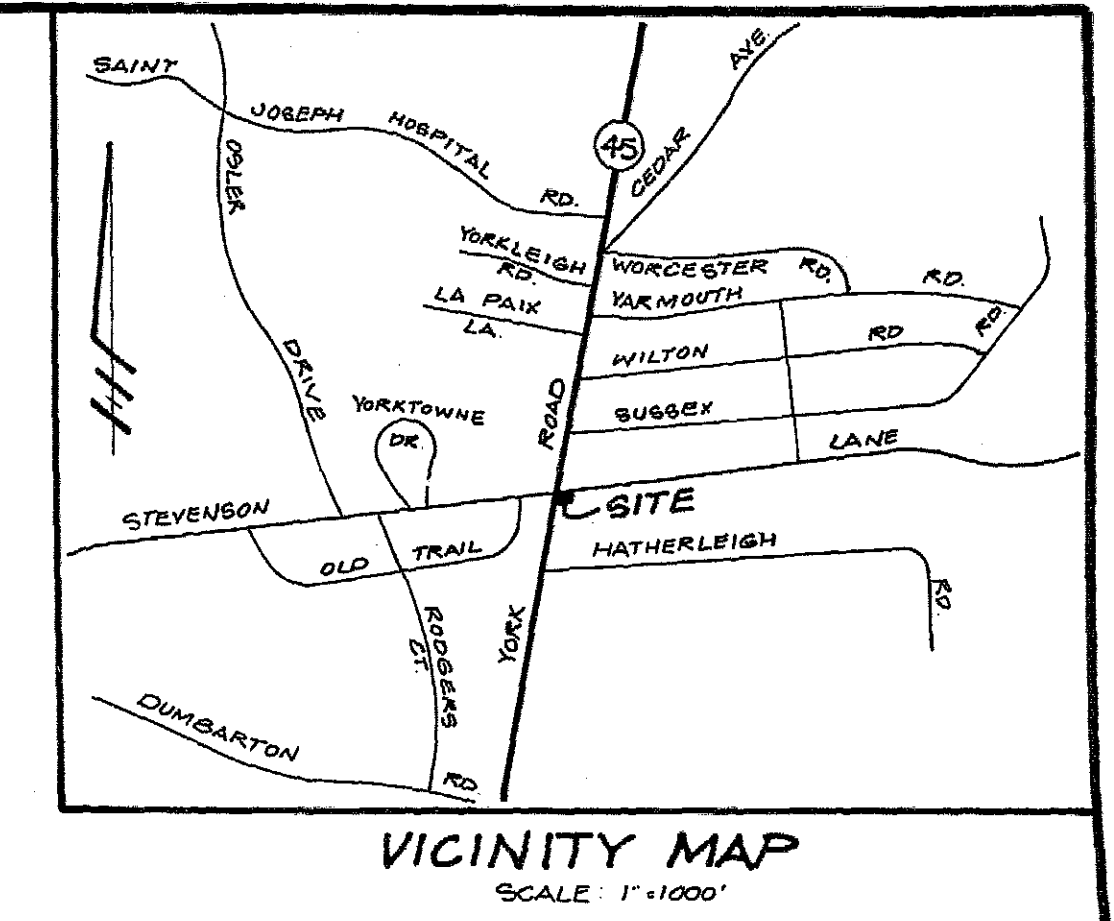 SAINT JOSEPH HOSPITAL RD.
OSLER DRIVE
45
CEDAR AVE.
YORKLEIGH RD.
WORCESTER RD.
LA PAIX LA.
YARMOUTH RD.
WILTON RD
RD.
SUSSEX
YORKTOWNE DR.
YORK ROAD
STEVENSON LANE
SITE
OLD TRAIL
HATHERLEIGH RD.
RODGERS CT.
DUMBARTON RD
VICINITY MAP
SCALE: 1"=1000'